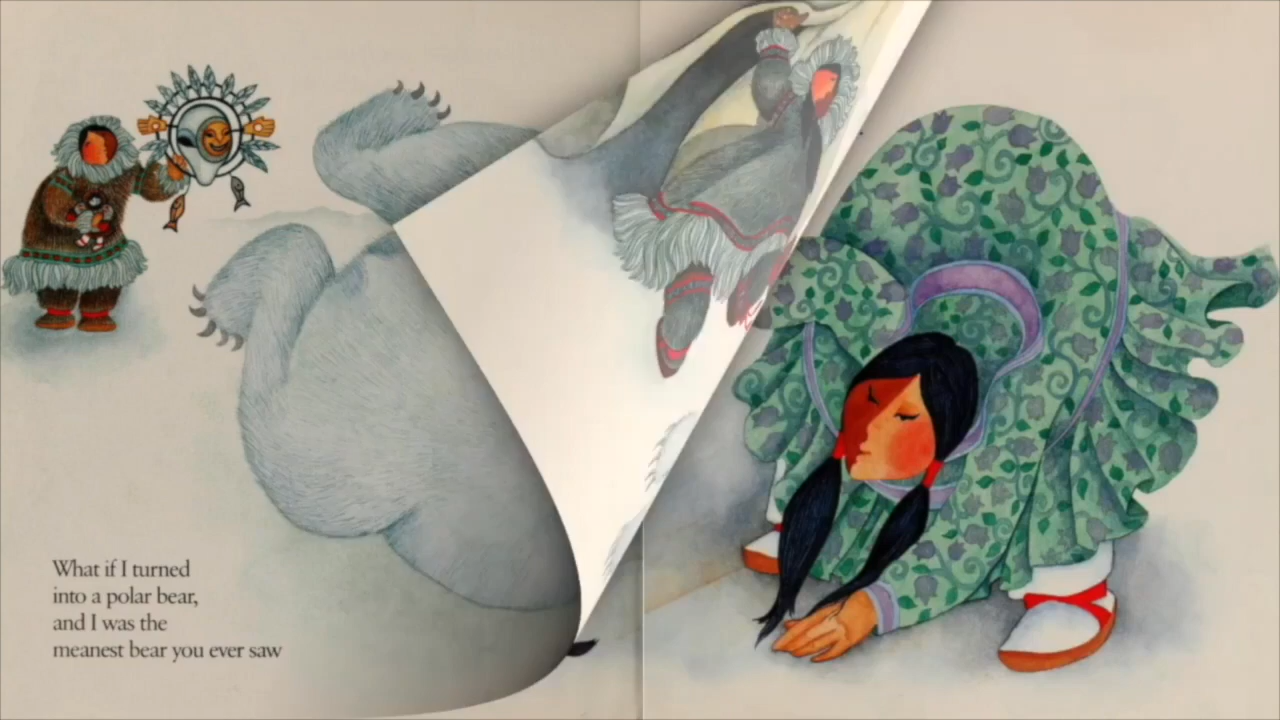 What if I turned
into a polar bear,
and I was the
meanest bear you ever saw